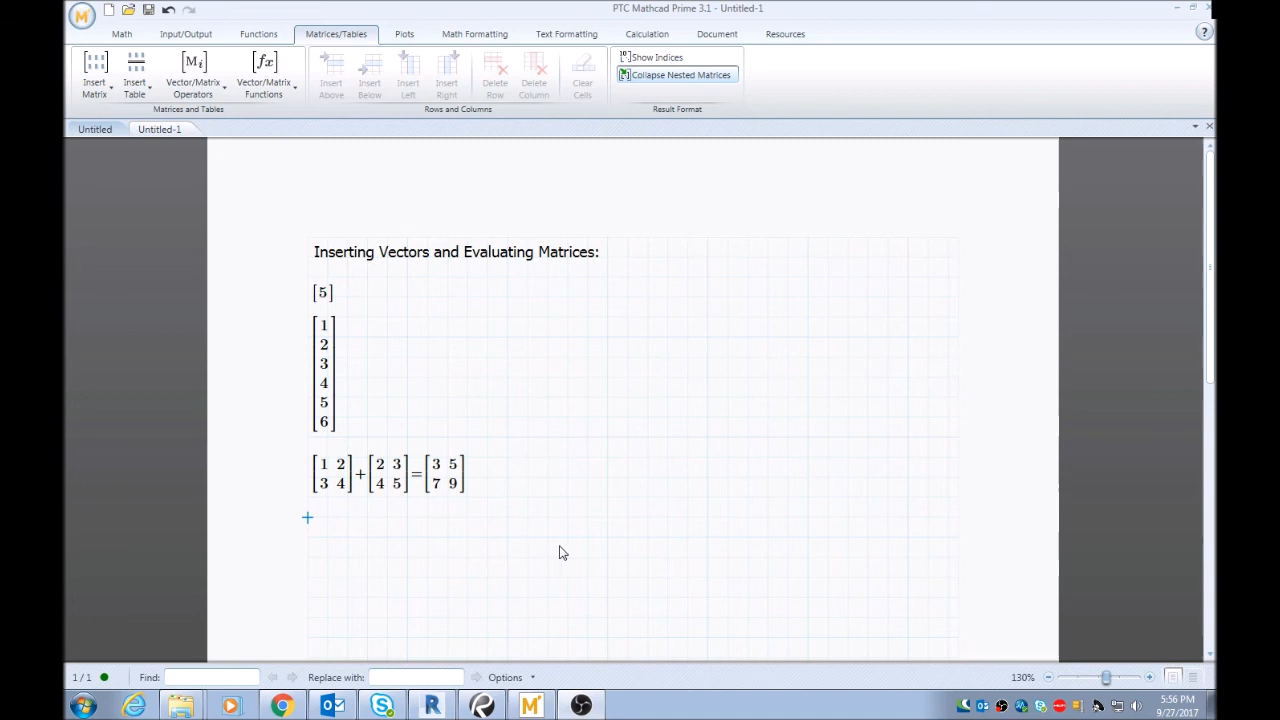 PTC Mathcad Prime 3.1 - Untitled-1
Math Input/Output Functions Matrices/Tables Plots Math Formatting Text Formatting Calculation Document Resources
Insert Matrix Insert Table Vector/Matrix Operators Vector/Matrix Functions Insert Above Insert Below Insert Left Insert Right Delete Row Delete Column Clear Cells Show Indices
Collapse Nested Matrices
Matrices and Tables Rows and Columns Result Format
Untitled Untitled-1
Inserting Vectors and Evaluating Matrices:
[5]
1
2
3
4
5
6
[1 2] + [2 3] = [3 5]
[3 4] [4 5] [7 9]
1 / 1 Find: Replace with: Options 130%
5:56 PM
9/27/2017